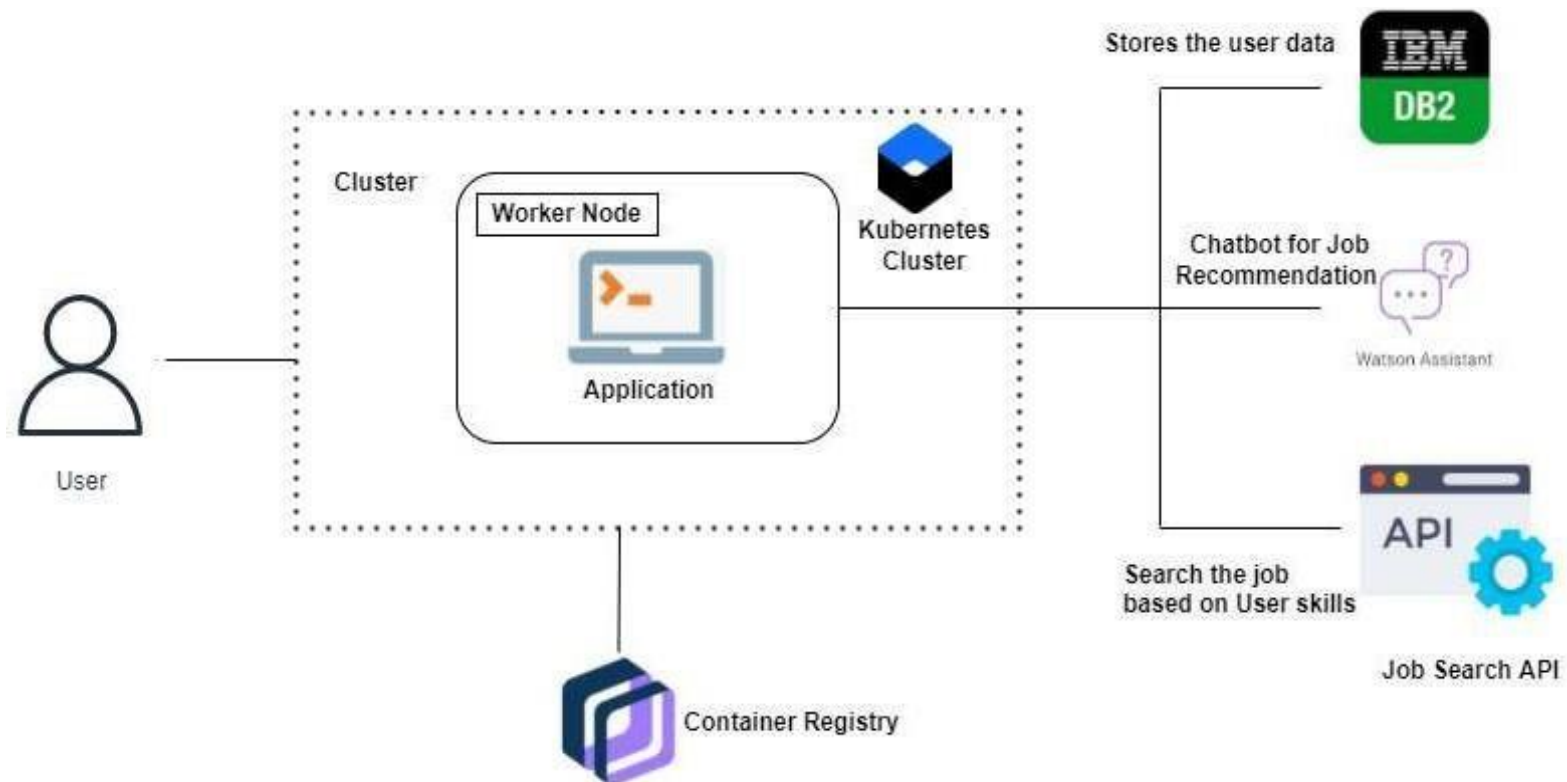 Stores the user data
IBM
DB2
Cluster
Worker Node
Kubernetes
Cluster
Application
Chatbot for Job
Recommendation
?
Watson Assistant
User
API
Search the job
based on User skills
Job Search API
Container Registry